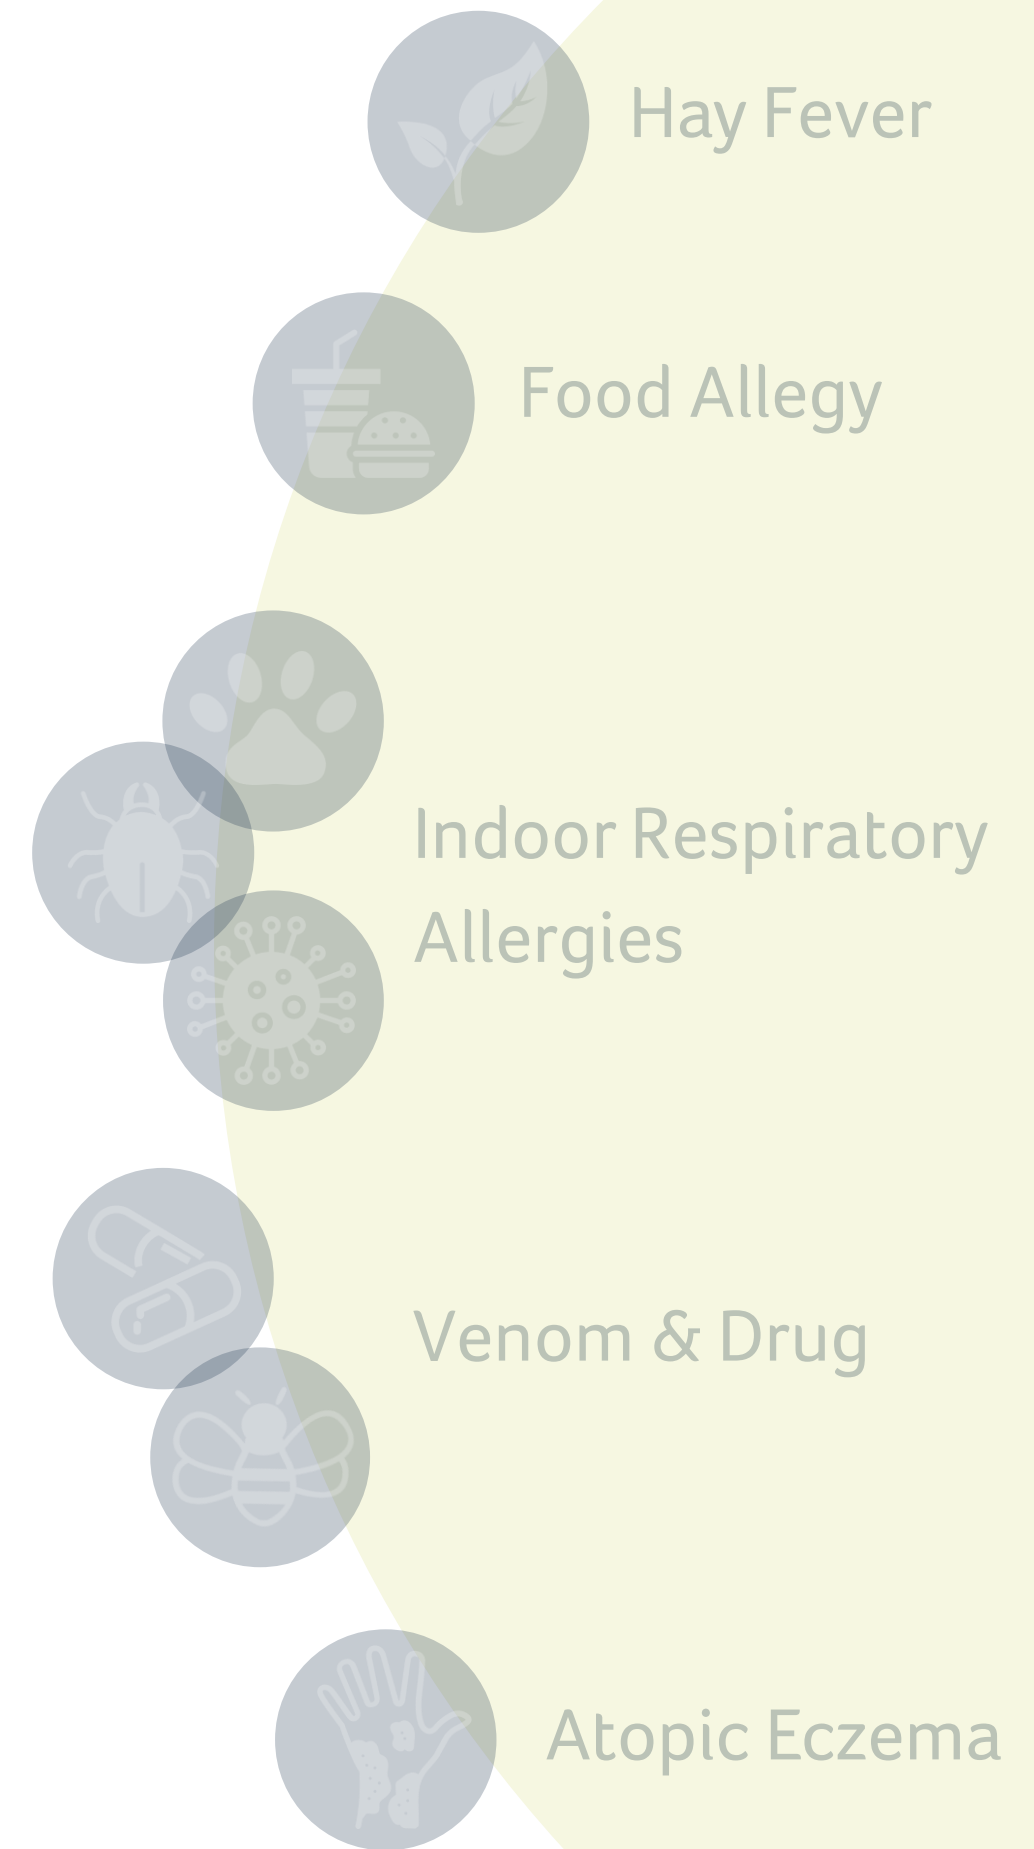 Hay Fever
Food Allegy
Indoor Respiratory
Allergies
Venom & Drug
Atopic Eczema